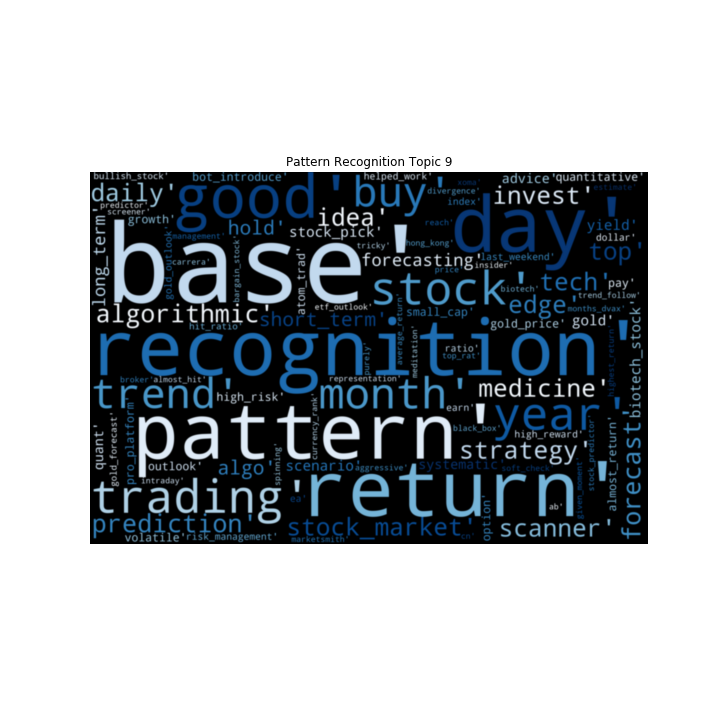 Pattern Recognition Topic 9
bullish_stock'
bot_introduce'
helped_work'
advice'
quantitative'
daily'
good'
buy'
divergence'
invest'
estimate'
predictor'
screener'
growth'
hold'
idea'
stock_pick'
index'
reach'
day'
yield'
dollar'
top'
long_term'
management'
carrera'
gold_outlook'
bargain_stock'
base'
atom_trad'
tricky'
hong_kong'
forecasting'
insider'
last_weekend'
price'
stock'
biotech'
tech'
pay'
trend_follow'
months_dvax'
edge'
etf_outlook'
small_cap'
algorithmic'
short_term'
hit_ratio'
gold_price'
gold'
biotech_stock'
recognition'
purely'
average_return'
meditation'
ratio'
top_rat'
highest_return'
broker'
almost_hit'
representation'
trend'
high_risk'
month'
medicine'
earn'
year'
currency_rank'
black_box'
high_reward'
pattern'
strategy
quant'
gold_forecast'
pro_platform'
outlook'
algo'
spinning'
scenario
aggressive'
systematic'
soft_check'
stock_predictor'
almost_return'
forecast'
intraday'
trading'
return'
ea'
given_moment'
ab'
prediction'
stock_market'
option'
scanner'
volatile'
risk_management'
marketsmith'
cn'